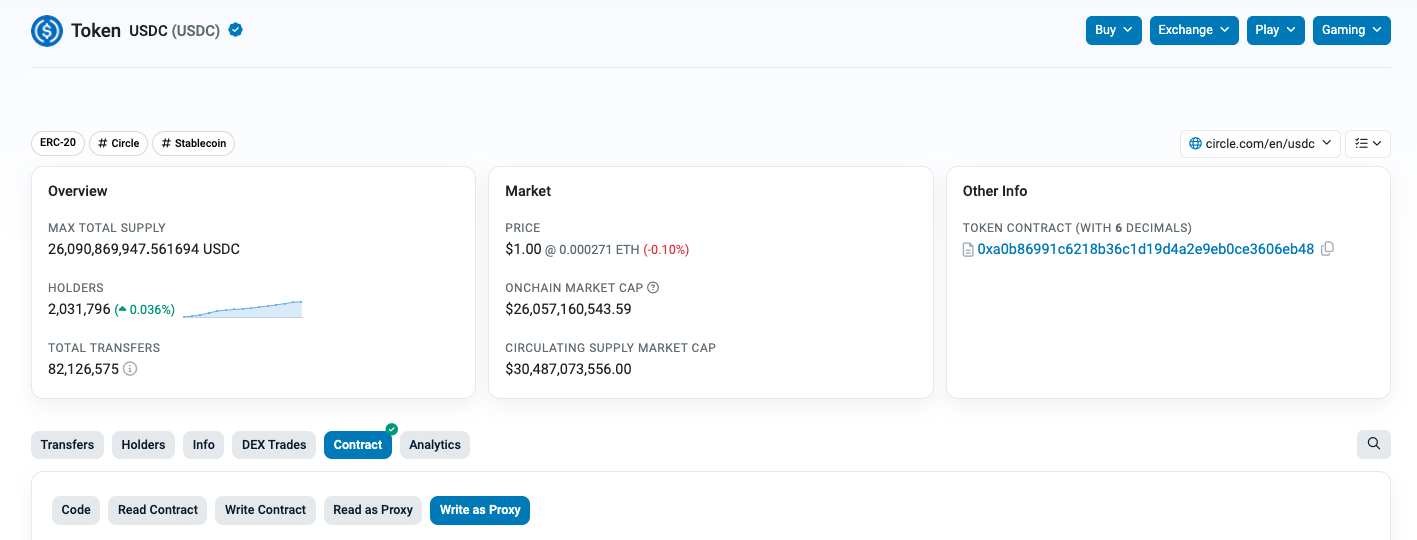 Token USDC (USDC)
Buy
Exchange
Play
Gaming
ERC-20
# Circle
# Stablecoin
circle.com/en/usdc
Overview
MAX TOTAL SUPPLY
26,090,869,947.561694 USDC
HOLDERS
2,031,796 (0.036%)
TOTAL TRANSFERS
82,126,575
Market
PRICE
$1.00 @ 0.000271 ETH (-0.10%)
ONCHAIN MARKET CAP
$26,057,160,543.59
CIRCULATING SUPPLY MARKET CAP
$30,487,073,556.00
Other Info
TOKEN CONTRACT (WITH 6 DECIMALS)
0xa0b86991c6218b36c1d19d4a2e9eb0ce3606eb48
Transfers
Holders
Info
DEX Trades
Contract
Analytics
Code
Read Contract
Write Contract
Read as Proxy
Write as Proxy